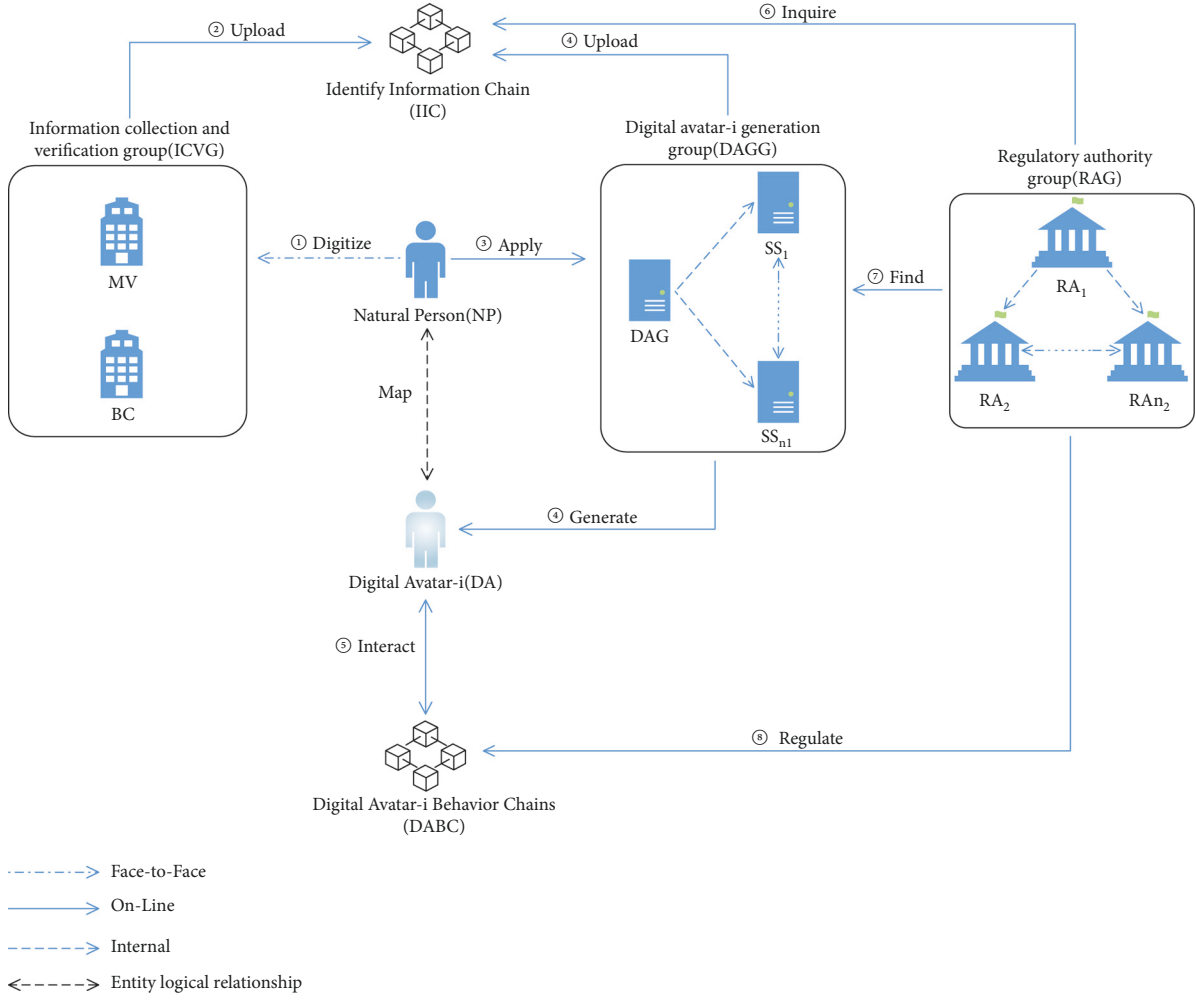 ⑥ Inquire
② Upload
④ Upload
Identify Information Chain
(IIC)
Information collection and
verification group(ICVG)
Digital avatar-i generation
group(DAGG)
Regulatory authority
group(RAG)
MV
BC
① Digitize
③ Apply
Natural Person(NP)
SS1
DAG
SSn1
⑦ Find
RA1
RA2
RAn2
Map
④ Generate
Digital Avatar-i(DA)
⑤ Interact
⑧ Regulate
Digital Avatar-i Behavior Chains
(DABC)
Face-to-Face
On-Line
Internal
Entity logical relationship